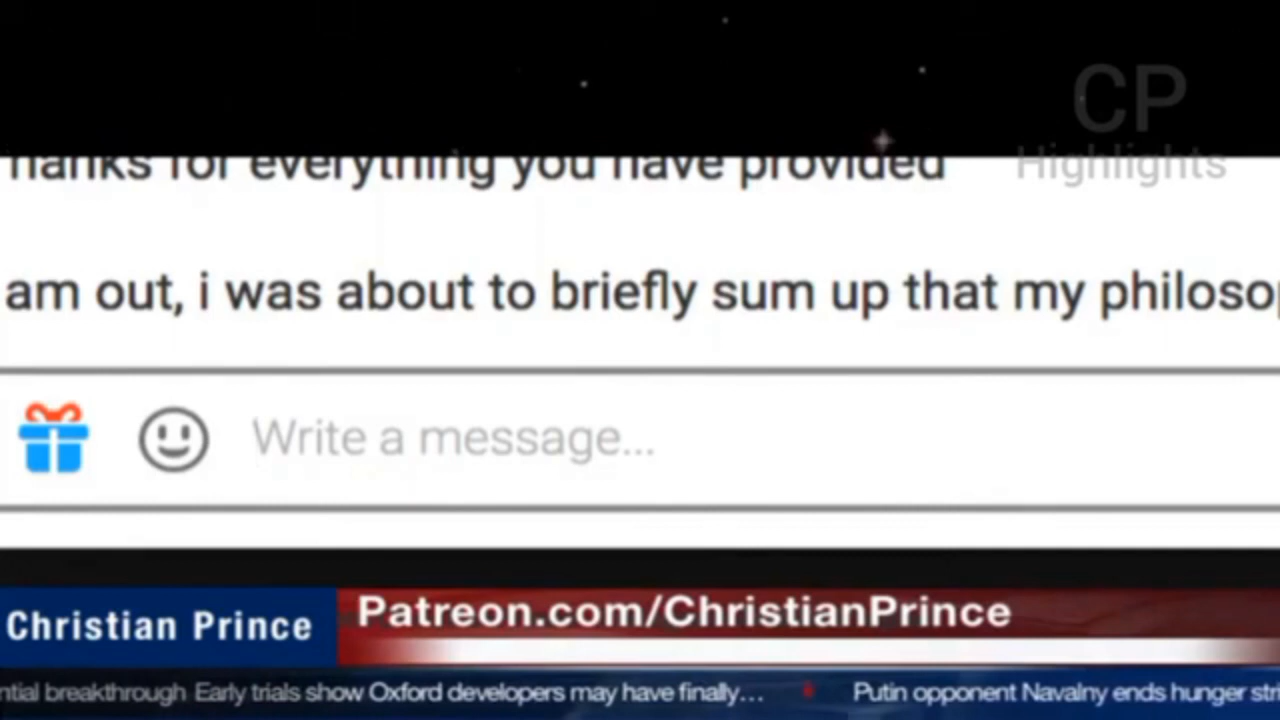 CP
Highlights
hanks for everything you have provided
am out, i was about to briefly sum up that my philosop
Write a message...
Christian Prince
Patreon.com/ChristianPrince
ntial breakthrough Early trials show Oxford developers may have finally... Putin opponent Navalny ends hunger stri